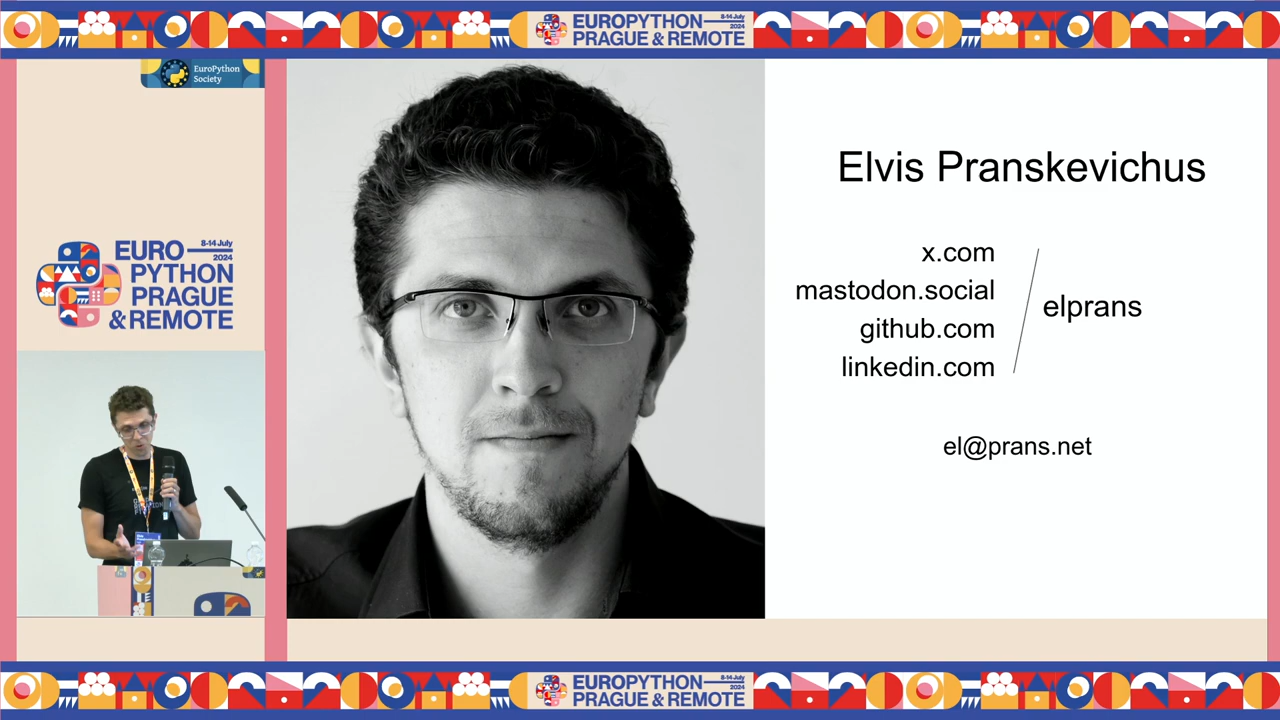 EUROPYTHON
8-14 July
2024
PRAGUE & REMOTE
EuroPython
Society
EURO
8-14 July
2024
PYTHON
PRAGUE
& REMOTE
Elvis Pranskevichus
x.com
mastodon.social
github.com
linkedin.com
/
elprans
el@prans.net
EUROPYTHON
8-14 July
2024
PRAGUE & REMOTE